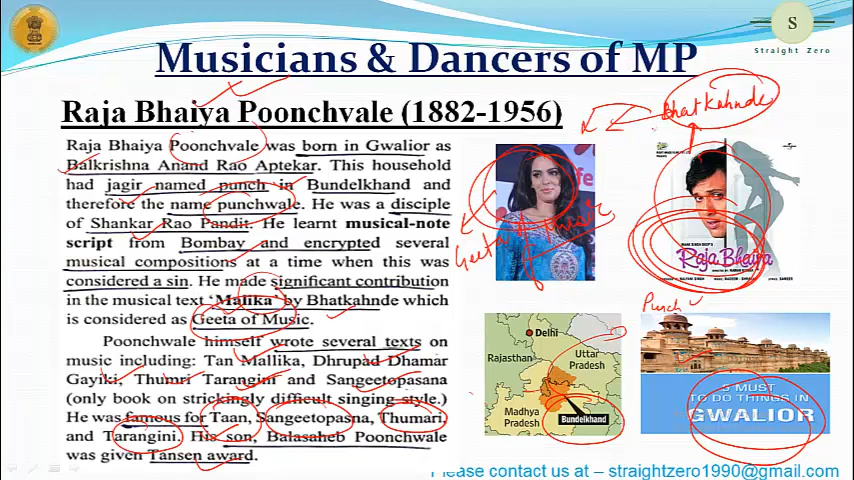 S
Straight Zero
Musicians & Dancers of MP
Raja Bhaiya Poonchvale (1882-1956)
Raja Bhaiya Poonchvale was born in Gwalior as
Balkrishna Anand Rao Aptekar. This household
had jagir named punch in Bundelkhand and
therefore the name punchwale. He was a disciple
of Shankar Rao Pandit. He learnt musical-note
script from Bombay and encrypted several
musical compositions at a time when this was
considered a sin. He made significant contribution
in the musical text 'Malika' by Bhatkahnde which
is considered as Geeta of Music.
Poonchwale himself wrote several texts on
music including: Tan Mallika, Dhrupad Dhamar
Gayiki, Thumri Tarangini and Sangeetopasana
(only book on strickingly difficult singing style.)
He was famous for Taan, Sangeetopasna, Thumari,
and Tarangini. His son, Balasaheb Poonchwale
was given Tansen award.
Bhatkahnde
Geeta of Music
Raja Bhaiya
Punch
Delhi
Rajasthan
Uttar
Pradesh
Madhya
Pradesh
Bundelkhand
5 MUST
TO DO THINGS IN
GWALIOR
Please contact us at – straightzero1990@gmail.com